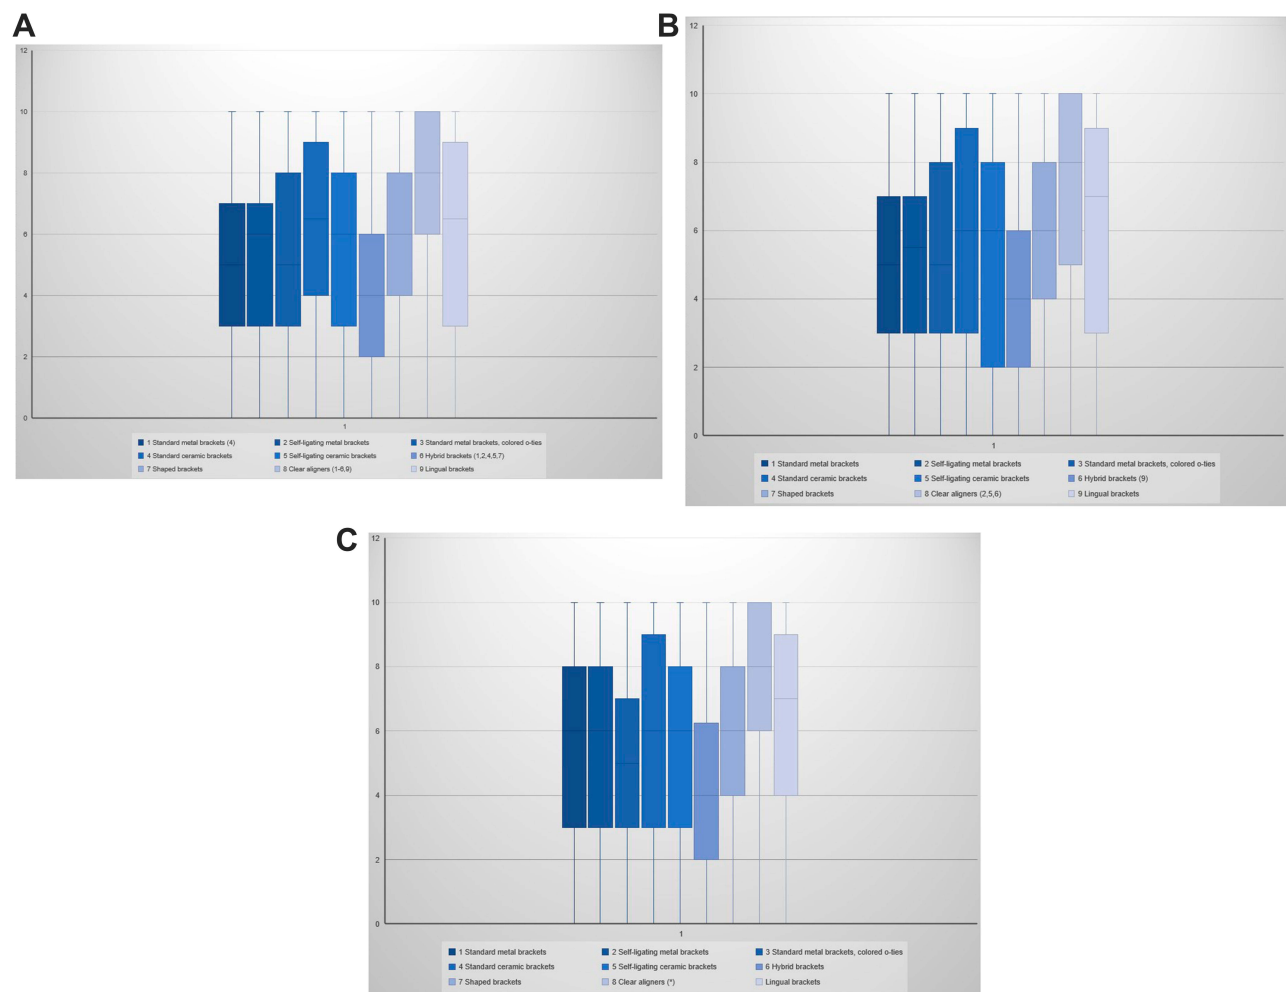 A
12
10
8
6
4
2
0
1
1 Standard metal brackets (4) 2 Self-ligating metal brackets 3 Standard metal brackets, colored o-ties
4 Standard ceramic brackets 5 Self-ligating ceramic brackets 6 Hybrid brackets (1,2,4,5,7)
7 Shaped brackets 8 Clear aligners (1-6,9) 9 Lingual brackets
B
12
10
8
6
4
2
0
1
1 Standard metal brackets 2 Self-ligating metal brackets 3 Standard metal brackets, colored o-ties
4 Standard ceramic brackets 5 Self-ligating ceramic brackets 6 Hybrid brackets (9)
7 Shaped brackets 8 Clear aligners (2,5,6) 9 Lingual brackets
C
12
10
8
6
4
2
0
1
1 Standard metal brackets 2 Self-ligating metal brackets 3 Standard metal brackets, colored o-ties
4 Standard ceramic brackets 5 Self-ligating ceramic brackets 6 Hybrid brackets
7 Shaped brackets 8 Clear aligners (*) Lingual brackets